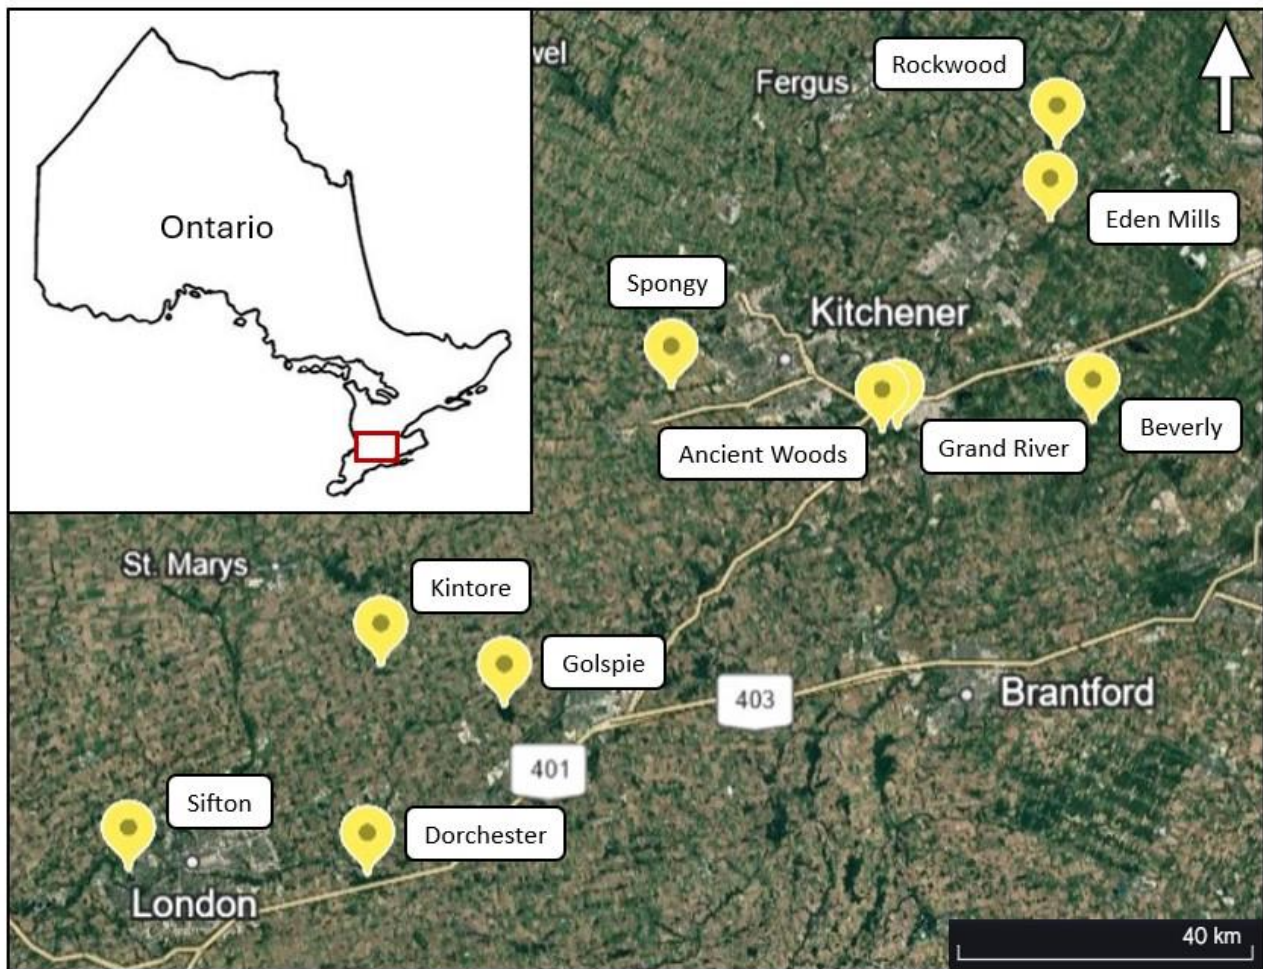 wel
Fergus
Rockwood
Ontario
Eden Mills
Spongy
Kitchener
Ancient Woods
Grand River
Beverly
St. Marys
Kintore
Golspie
403
Brantford
401
Sifton
Dorchester
London
40 km